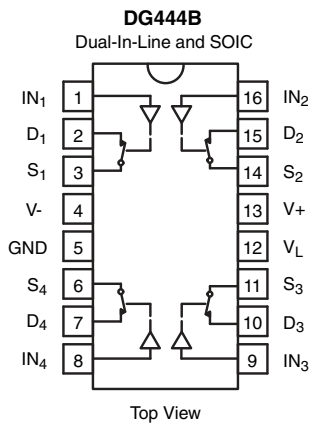 DG444B
Dual-In-Line and SOIC
IN1 1 16 IN2
D1 2 15 D2
S1 3 14 S2
V- 4 13 V+
GND 5 12 VL
S4 6 11 S3
D4 7 10 D3
IN4 8 9 IN3
Top View